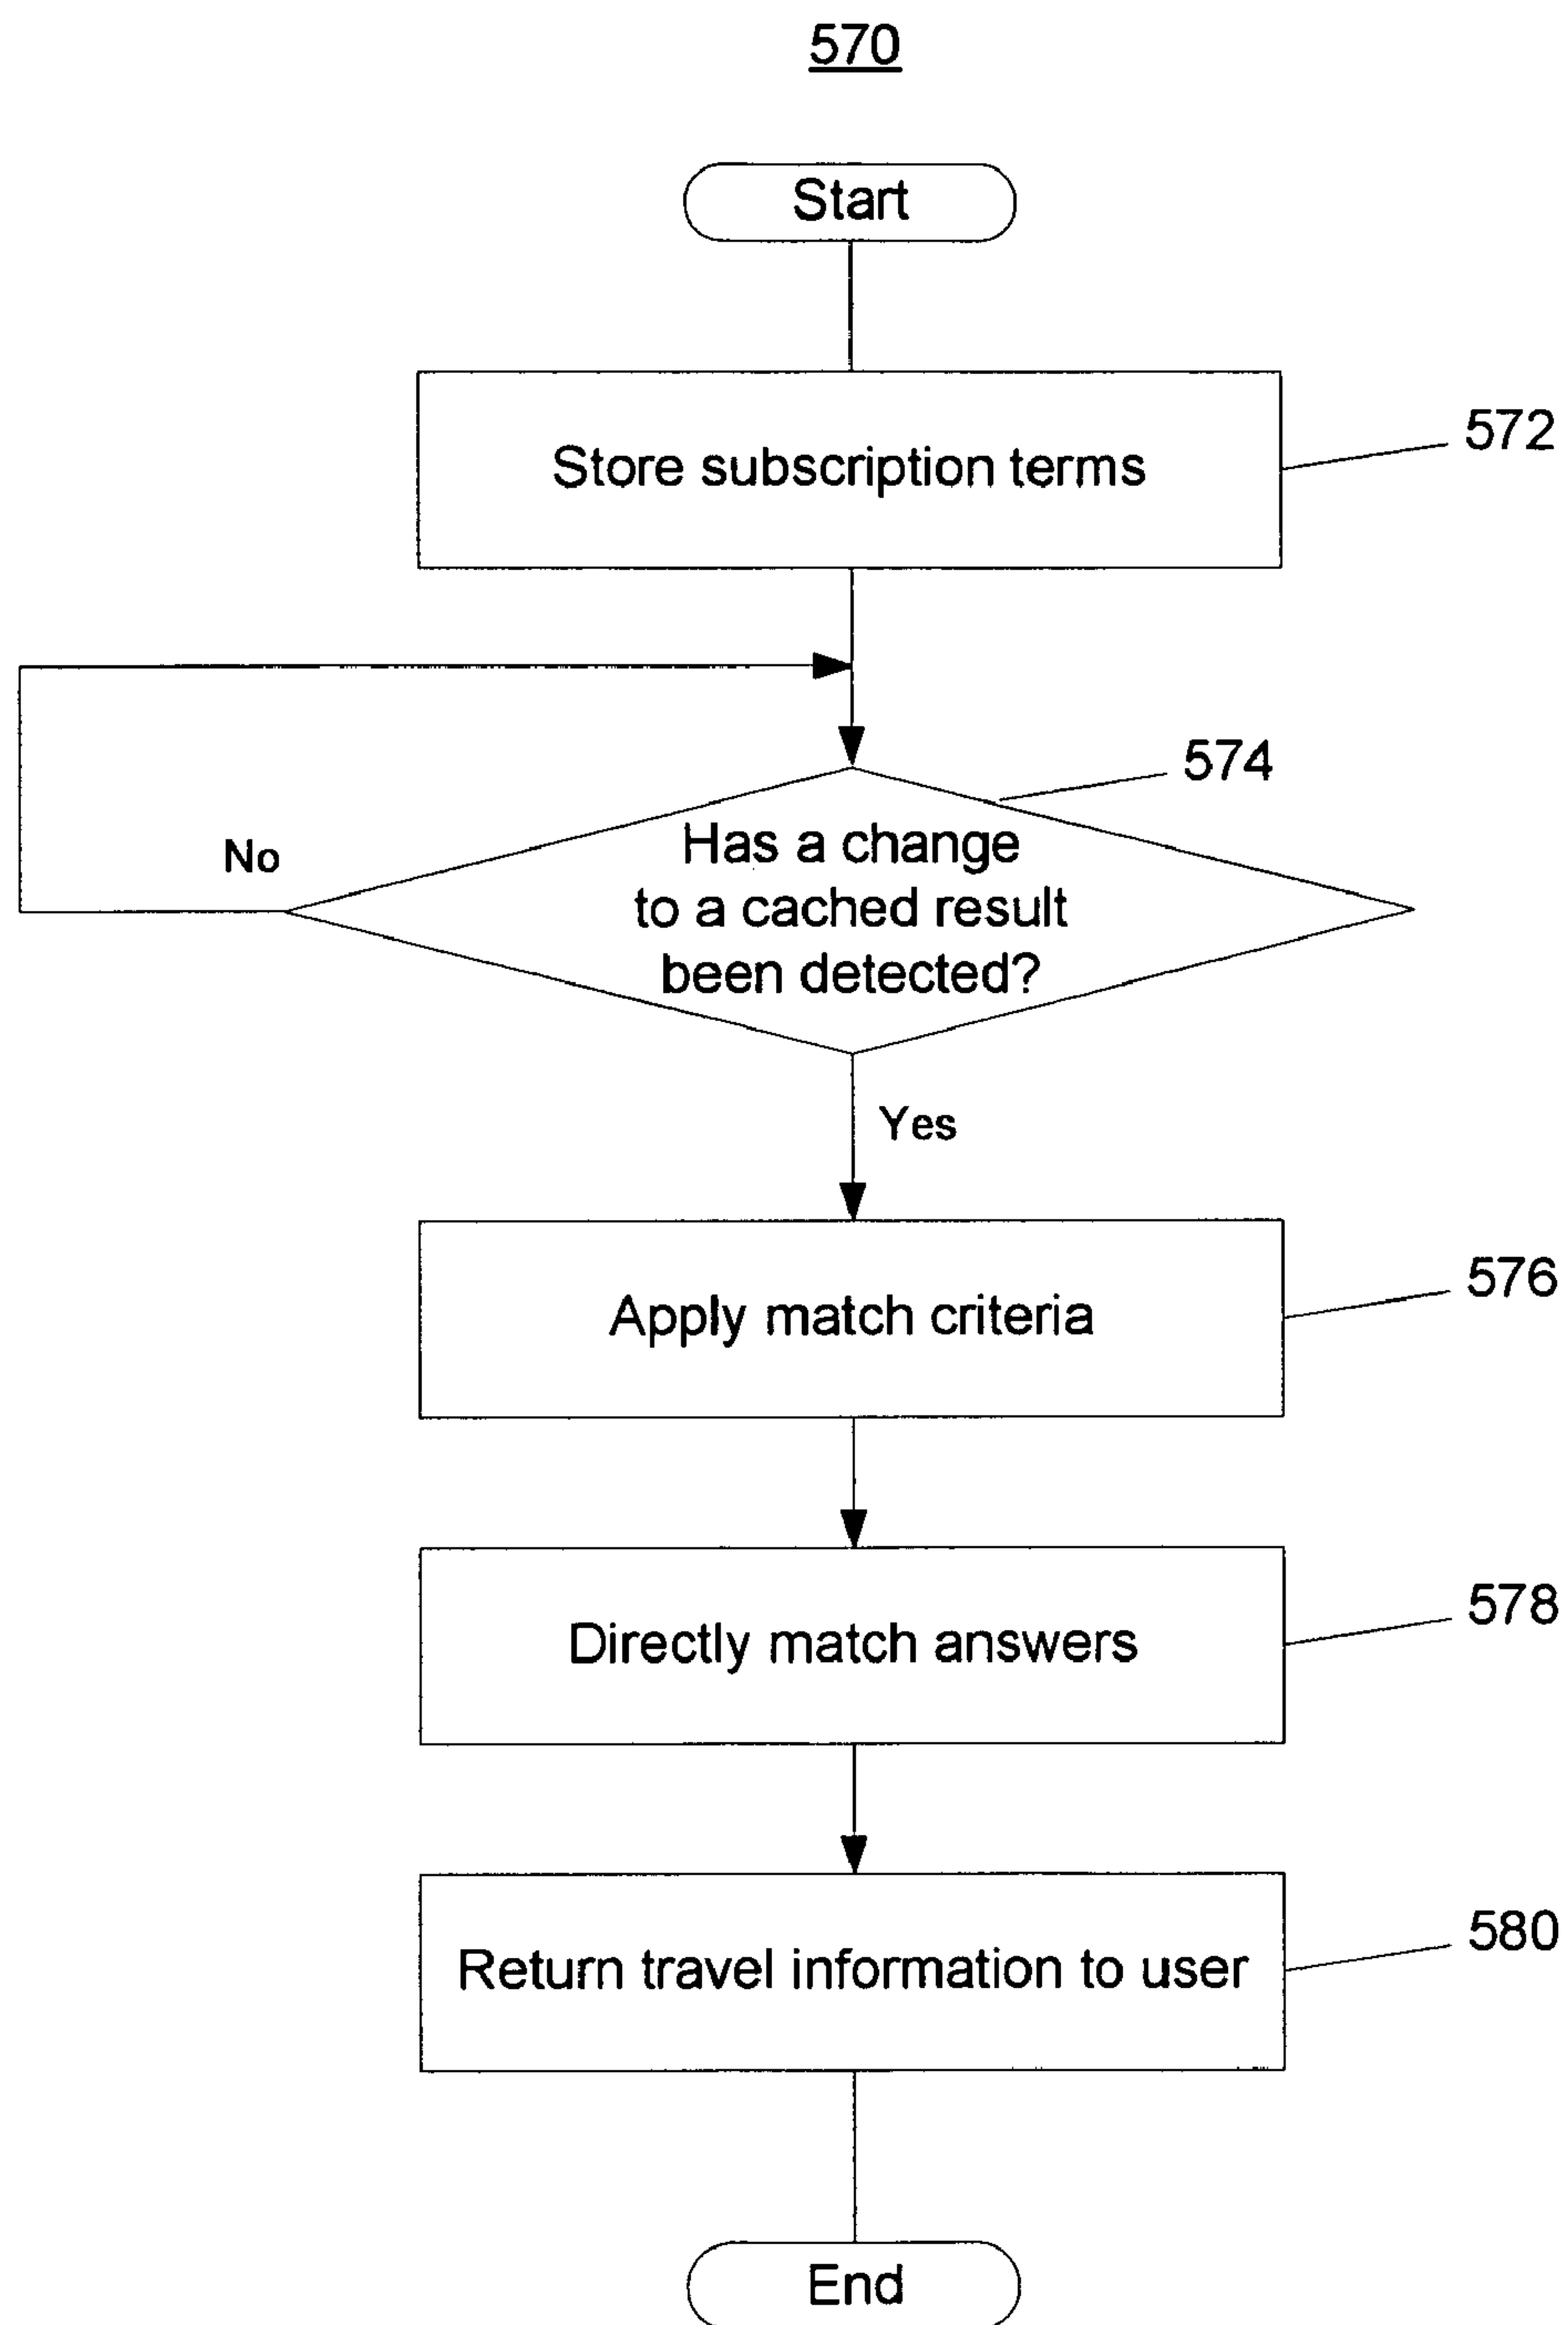 570
Start
Store subscription terms
572
574
Has a change
to a cached result
been detected?
No
Yes
Apply match criteria
576
Directly match answers
578
Return travel information to user
580
End